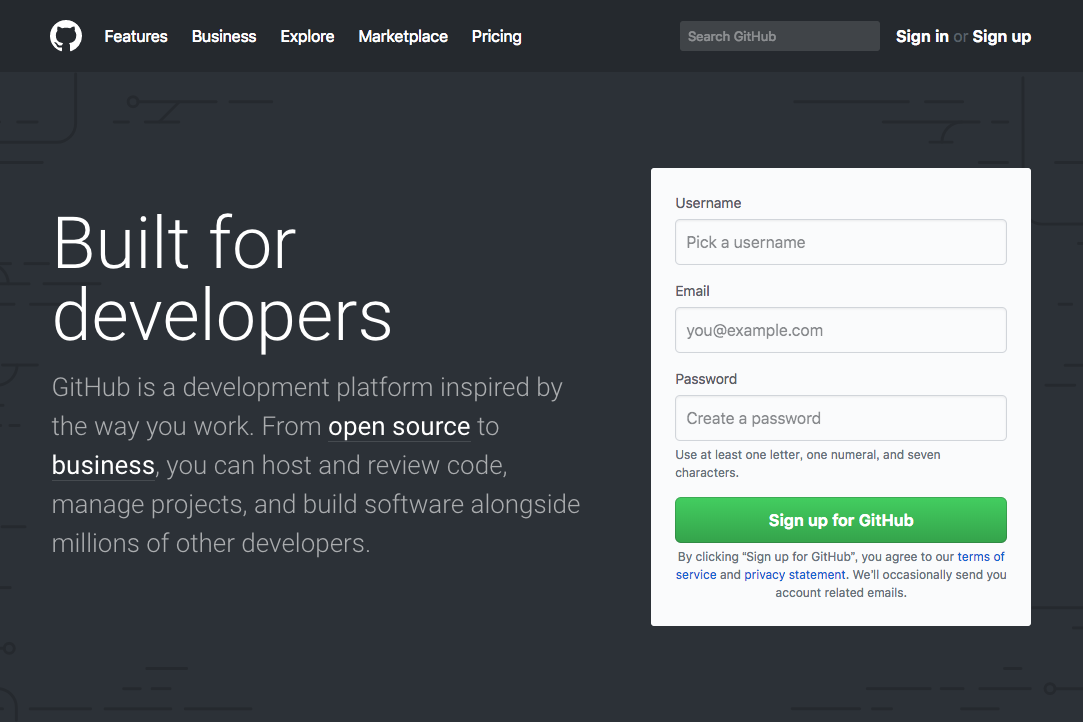 Features Business Explore Marketplace Pricing Search GitHub Sign in or Sign up
Built for
developers
GitHub is a development platform inspired by
the way you work. From open source to
business, you can host and review code,
manage projects, and build software alongside
millions of other developers.
Username
Pick a username
Email
you@example.com
Password
Create a password
Use at least one letter, one numeral, and seven
characters.
Sign up for GitHub
By clicking “Sign up for GitHub”, you agree to our terms of
service and privacy statement. We'll occasionally send you
account related emails.